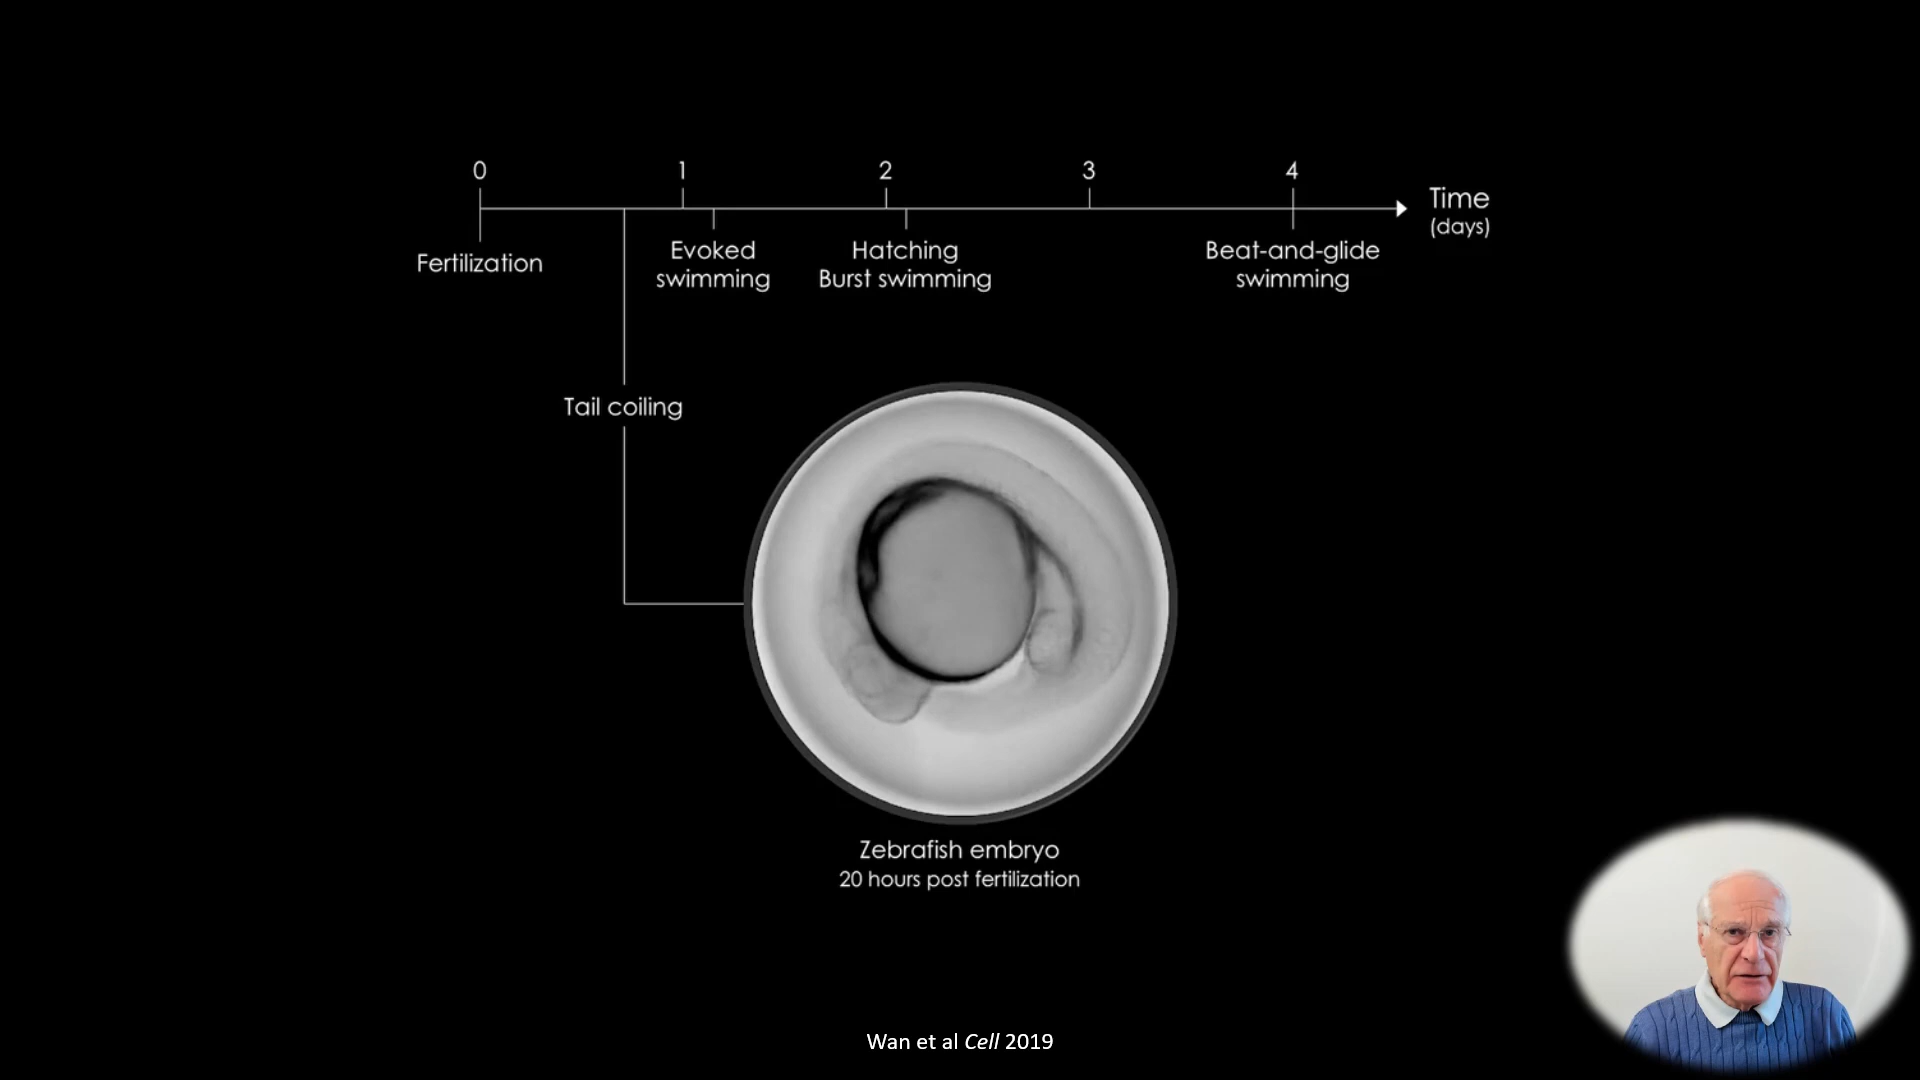 0
1
2
3
4
Time
(days)
Fertilization
Evoked
swimming
Hatching
Burst swimming
Beat-and-glide
swimming
Tail coiling
Zebrafish embryo
20 hours post fertilization
Wan et al Cell 2019